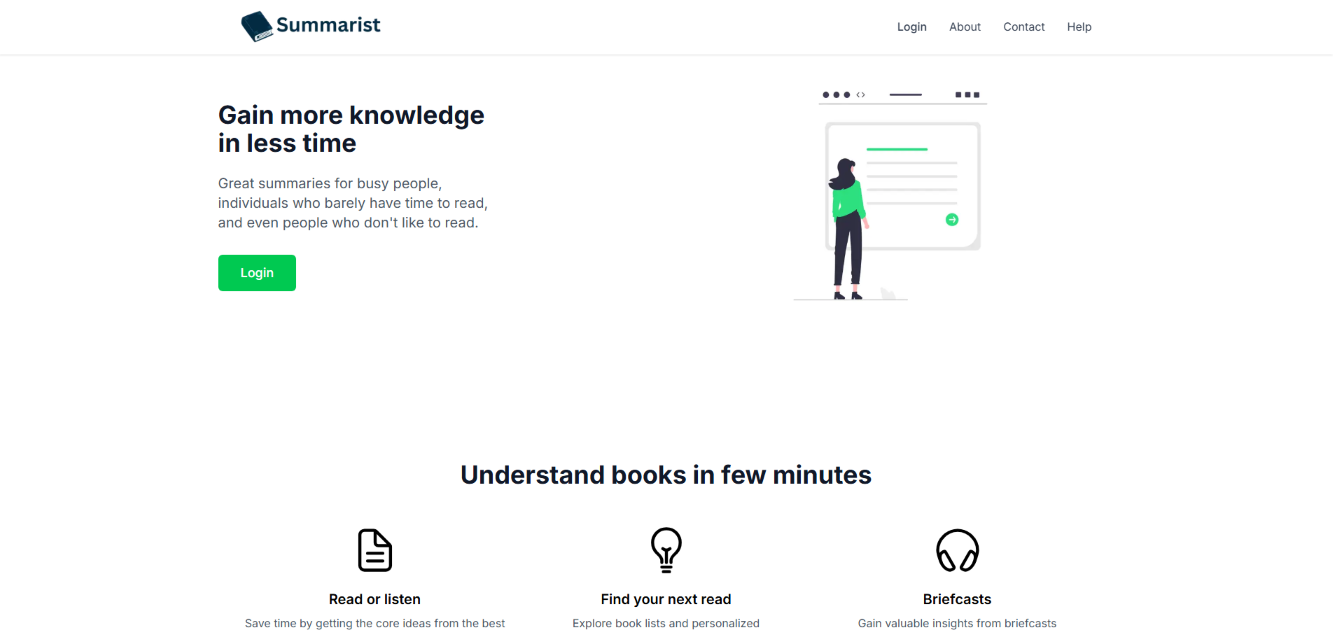 Summarist
Login About Contact Help
Gain more knowledge
in less time
Great summaries for busy people,
individuals who barely have time to read,
and even people who don't like to read.
Login
Understand books in few minutes
Read or listen
Save time by getting the core ideas from the best
Find your next read
Explore book lists and personalized
Briefcasts
Gain valuable insights from briefcasts